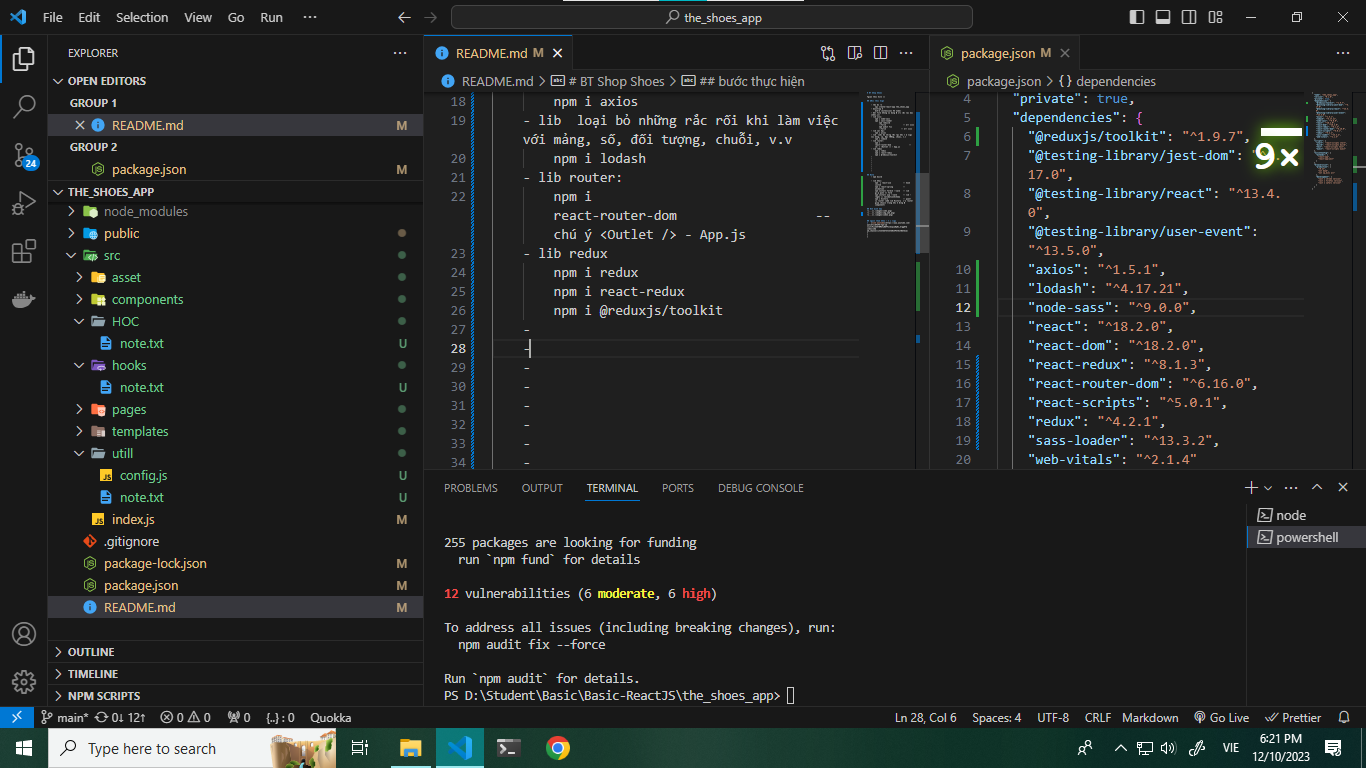 File Edit Selection View Go Run ···
the_shoes_app
EXPLORER
OPEN EDITORS
GROUP 1
README.md M
GROUP 2
package.json M
THE_SHOES_APP
node_modules
public
src
asset
components
HOC
note.txt U
hooks
note.txt U
pages
templates
utill
config.js U
note.txt U
index.js M
.gitignore
package-lock.json M
package.json M
README.md M
OUTLINE
TIMELINE
NPM SCRIPTS
24
README.md M
README.md > # BT Shop Shoes > ## bước thực hiện
18 npm i axios
19 - lib  loại bỏ những rắc rối khi làm việc
với mảng, số, đối tượng, chuỗi, v.v
20 npm i lodash
21 - lib router:
22 npm i
react-router-dom --
chú ý <Outlet /> - App.js
23 - lib redux
24 npm i redux
25 npm i react-redux
26 npm i @reduxjs/toolkit
27 -
28 -
29 -
30 -
31 -
32 -
33 -
34 -
package.json M
package.json > { } dependencies
4 "private": true,
5 "dependencies": {
6 "@reduxjs/toolkit": "^1.9.7",
7 "@testing-library/jest-dom": "
17.0",
8 "@testing-library/react": "^13.4.
0",
9 "@testing-library/user-event":
"^13.5.0",
10 "axios": "^1.5.1",
11 "lodash": "^4.17.21",
12 "node-sass": "^9.0.0",
13 "react": "^18.2.0",
14 "react-dom": "^18.2.0",
15 "react-redux": "^8.1.3",
16 "react-router-dom": "^6.16.0",
17 "react-scripts": "^5.0.1",
18 "redux": "^4.2.1",
19 "sass-loader": "^13.3.2",
20 "web-vitals": "^2.1.4"
9×
PROBLEMS OUTPUT TERMINAL PORTS DEBUG CONSOLE
255 packages are looking for funding
run `npm fund` for details
12 vulnerabilities (6 moderate, 6 high)
To address all issues (including breaking changes), run:
npm audit fix --force
Run `npm audit` for details.
PS D:\Student\Basic\Basic-ReactJS\the_shoes_app>
node
powershell
main* 0↓ 12↑ 0 0 0 {..} : 0 Quokka
Ln 28, Col 6 Spaces: 4 UTF-8 CRLF Markdown Go Live Prettier
Type here to search
VIE
6:21 PM
12/10/2023